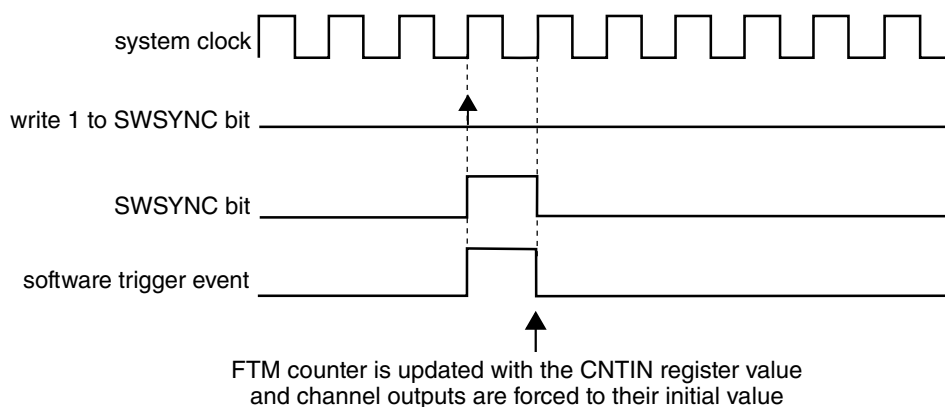 system clock
write 1 to SWSYNC bit
SWSYNC bit
software trigger event
FTM counter is updated with the CNTIN register value
and channel outputs are forced to their initial value